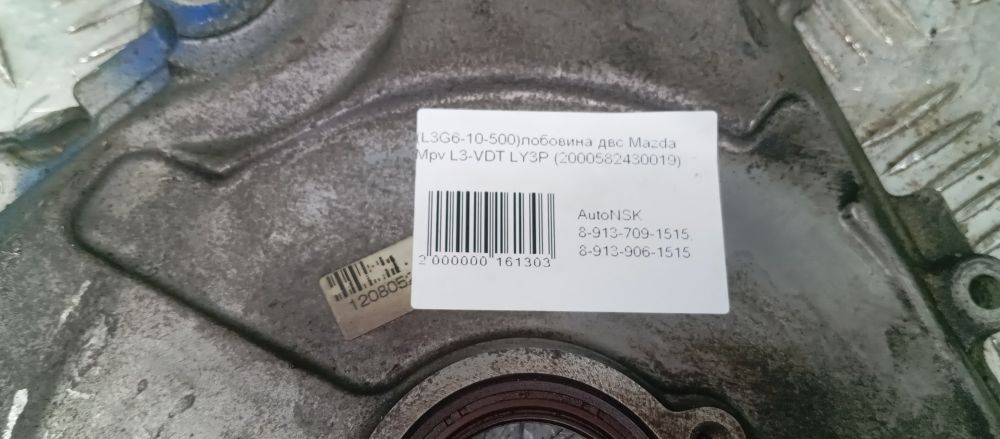 (L3G6-10-500)лобовина двс Mazda
Mpv L3-VDT LY3P (2000582430019)
AutoNSK
8-913-709-1515,
8-913-906-1515
2 000000 161303